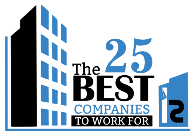 The 25
BEST
COMPANIES
TO WORK FOR